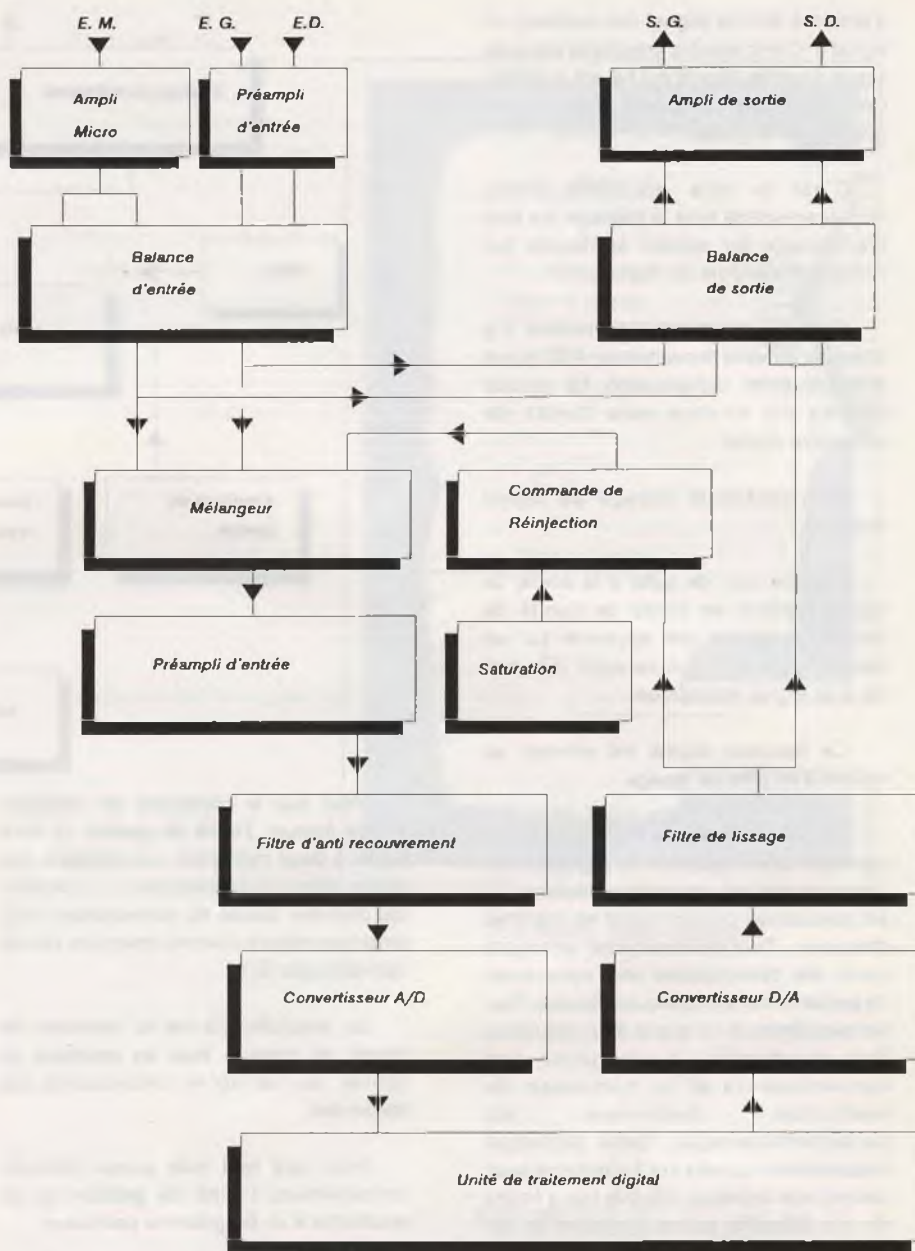 E. M.
E. G.
E.D.
S. G.
S. D.
Ampli
Micro
Préampli
d'entrée
Ampli de sortie
Balance
d'entrée
Balance
de sortie
Mélangeur
Commande de
Réinjection
Préampli d'entrée
Saturation
Filtre d'anti recouvrement
Filtre de lissage
Convertisseur A/D
Convertisseur D/A
Unité de traitement digital